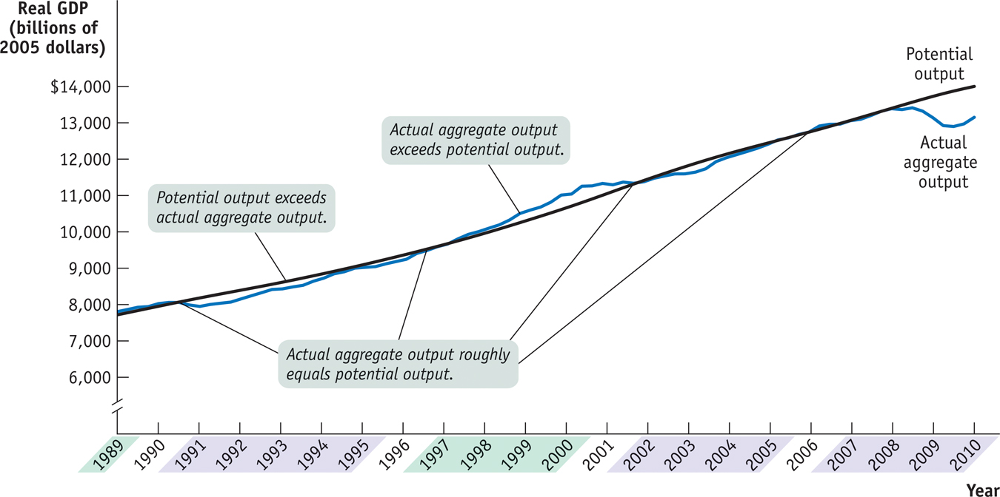 Real GDP
(billions of
2005 dollars)
$14,000
13,000
12,000
11,000
10,000
9,000
8,000
7,000
6,000
Potential
output
Actual
aggregate
output
Actual aggregate output
exceeds potential output.
Potential output exceeds
actual aggregate output.
Actual aggregate output roughly
equals potential output.
1989
1990
1991
1992
1993
1994
1995
1996
1997
1998
1999
2000
2001
2002
2003
2004
2005
2006
2007
2008
2009
2010
Year